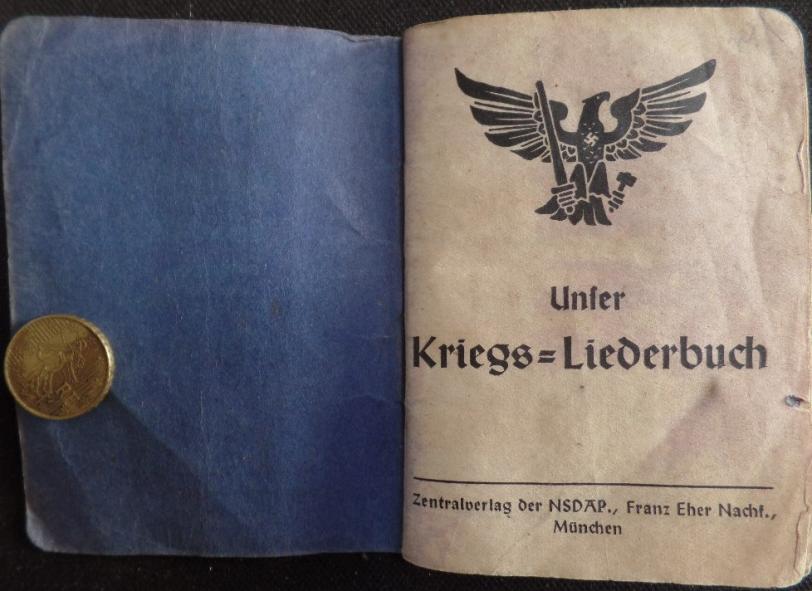 Unser
Kriegs=Liederbuch
Zentralverlag der NSDAP., Franz Eher Nachf.,
München